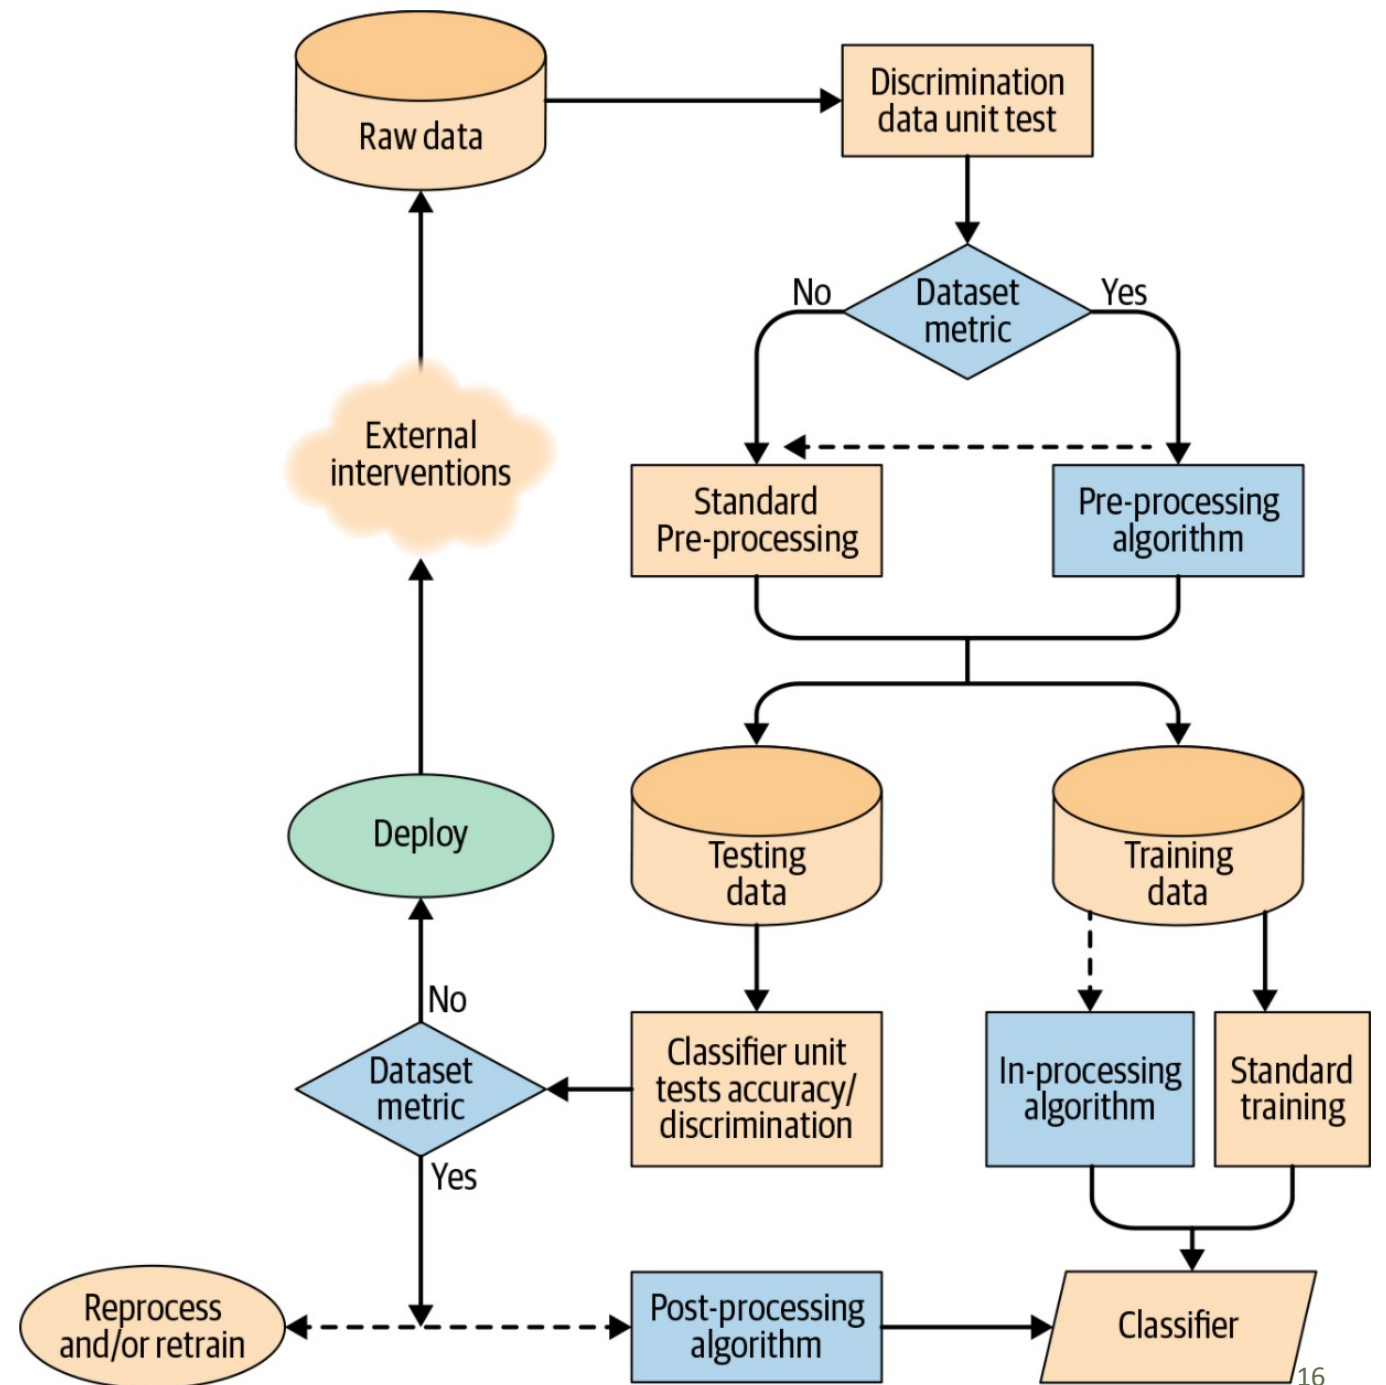 Raw data
Discrimination
data unit test
No
Dataset
metric
Yes
External
interventions
Standard
Pre-processing
Pre-processing
algorithm
Deploy
Testing
data
Training
data
No
Dataset
metric
Yes
Classifier unit
tests accuracy/
discrimination
In-processing
algorithm
Standard
training
Reprocess
and/or retrain
Post-processing
algorithm
Classifier
16